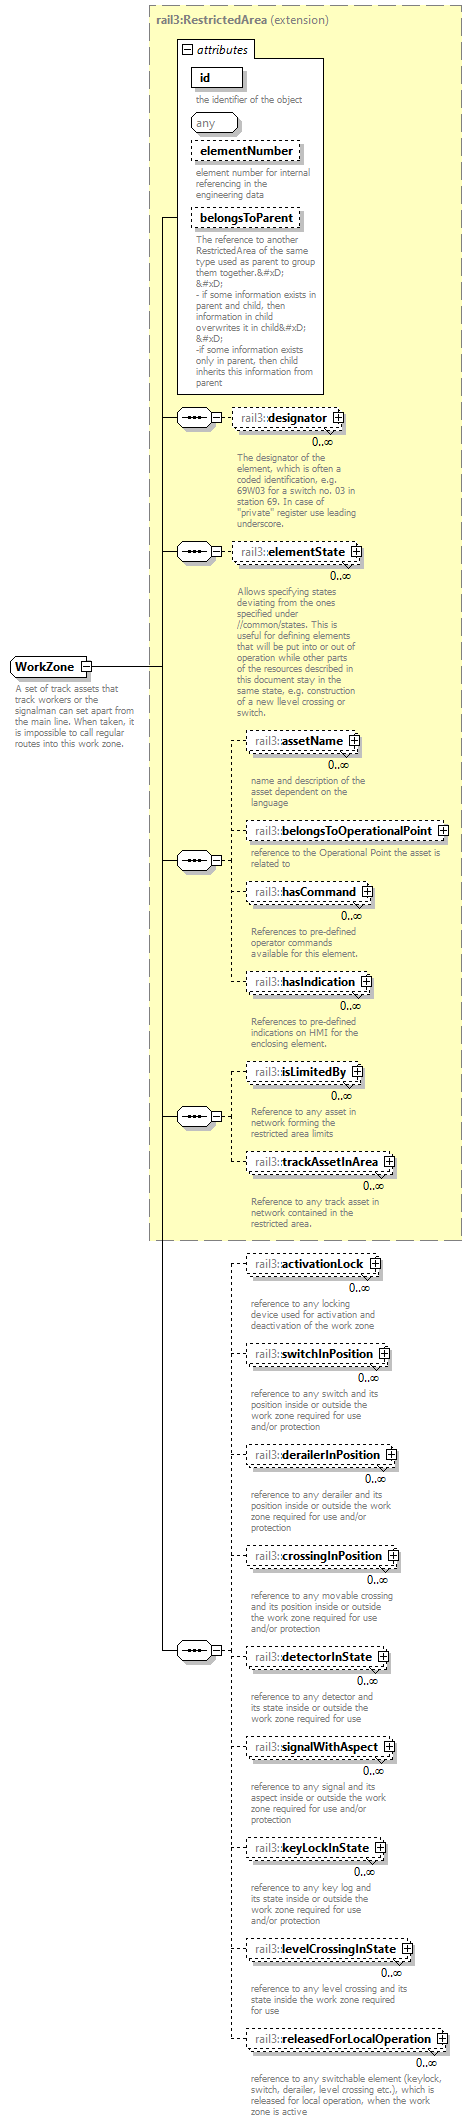 rail3:RestrictedArea (extension)
attributes
id
the identifier of the object
any
elementNumber
element number for internal
referencing in the
engineering data
belongsToParent
The reference to another
RestrictedArea of the same
type used as parent to group
them together.&#xD;
&#xD;
- if some information exists in
parent and child, then
information in child
overwrites it in child&#xD;
&#xD;
-if some information exists
only in parent, then child
inherits this information from
parent
rail3:designator
0..∞
The designator of the
element, which is often a
coded identification, e.g.
69W03 for a switch no. 03 in
station 69. In case of
"private" register use leading
underscore.
rail3:elementState
0..∞
Allows specifying states
deviating from the ones
specified under
//common/states. This is
useful for defining elements
that will be put into or out of
operation while other parts
of the resources described in
this document stay in the
same state, e.g. construction
of a new llevel crossing or
switch.
WorkZone
A set of track assets that
track workers or the
signalman can set apart from
the main line. When taken, it
is impossible to call regular
routes into this work zone.
rail3:assetName
0..∞
name and description of the
asset dependent on the
language
rail3:belongsToOperationalPoint
reference to the Operational Point the asset is
related to
rail3:hasCommand
0..∞
References to pre-defined
operator commands
available for this element.
rail3:hasIndication
0..∞
References to pre-defined
indications on HMI for the
enclosing element.
rail3:isLimitedBy
0..∞
Reference to any asset in
network forming the
restricted area limits
rail3:trackAssetInArea
0..∞
Reference to any track asset in
network contained in the
restricted area.
rail3:activationLock
0..∞
reference to any locking
device used for activation and
deactivation of the work zone
rail3:switchInPosition
0..∞
reference to any switch and its
position inside or outside the
work zone required for use
and/or protection
rail3:derailerInPosition
0..∞
reference to any derailer and its
position inside or outside the work
zone required for use and/or
protection
rail3:crossingInPosition
0..∞
reference to any movable crossing
and its position inside or outside
the work zone required for use
and/or protection
rail3:detectorInState
0..∞
reference to any detector and
its state inside or outside the
work zone required for use
rail3:signalWithAspect
0..∞
reference to any signal and its
aspect inside or outside the work
zone required for use and/or
protection
rail3:keyLockInState
0..∞
reference to any key log and
its state inside or outside the
work zone required for use
and/or protection
rail3:levelCrossingInState
0..∞
reference to any level crossing and its
state inside the work zone required
for use
rail3:releasedForLocalOperation
0..∞
reference to any switchable element (keylock,
switch, derailer, level crossing etc.), which is
released for local operation, when the work
zone is active